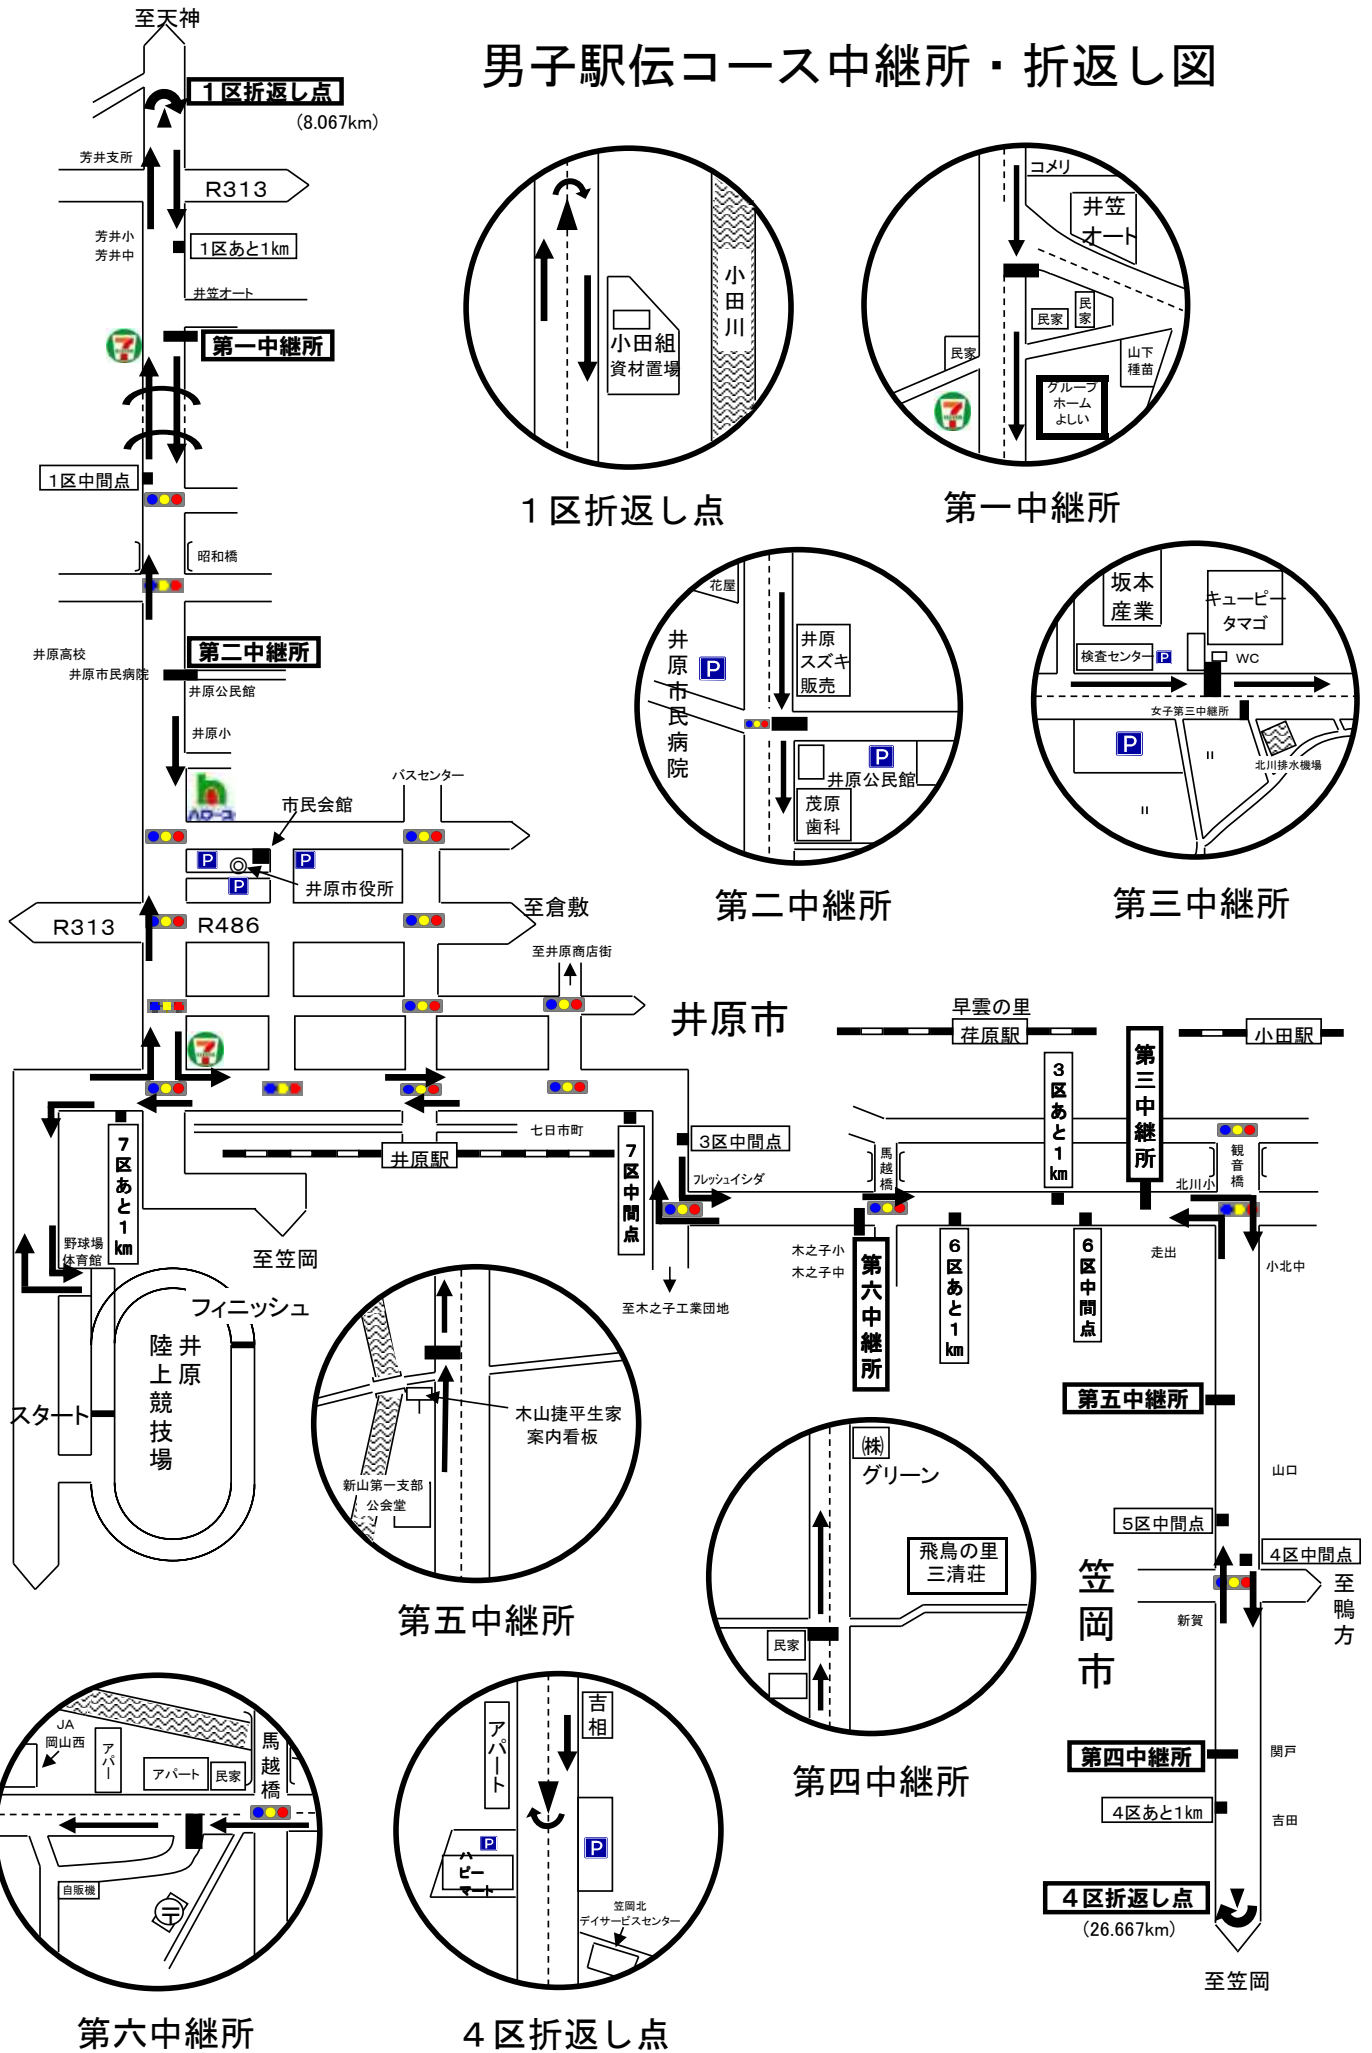 至天神
男子駅伝コース中継所・折返し図
1区折返し点
(8.067km)
芳井支所
R313
芳井小
芳井中
1区あと1km
井笠オート
第一中継所
1区中間点
昭和橋
第二中継所
井原高校
井原市民病院
井原公民館
井原小
ハローズ
バスセンター
市民会館
P
P
P
井原市役所
R313
R486
至倉敷
至井原商店街
井原市
小田川
小田組
資材置場
1区折返し点
コメリ
井笠
オート
民家
民家
民家
山下
種苗
グループ
ホーム
よしい
7
第一中継所
花屋
井原市民病院
P
井原
スズキ
販売
P
井原公民館
茂原
歯科
第二中継所
坂本
産業
キューピー
タマゴ
検査センター
P
WC
女子第三中継所
P
北川排水機場
第三中継所
早雲の里
荏原駅
小田駅
第三中継所
3区あと1km
7区あと1km
七日市町
井原駅
7区中間点
3区中間点
フレッシュイシダ
馬越橋
北川小
観音橋
木之子小
木之子中
第六中継所
6区あと1km
6区中間点
走出
小北中
至木之子工業団地
至笠岡
野球場
体育館
フィニッシュ
井原
陸上競技場
スタート
木山捷平生家
案内看板
新山第一支部
公会堂
第五中継所
第五中継所
山口
5区中間点
4区中間点
至鴨方
新賀
笠岡市
㈱
グリーン
飛鳥の里
三清荘
民家
第四中継所
第四中継所
関戸
4区あと1km
吉田
4区折返し点
(26.667km)
至笠岡
JA
岡山西
アパー
アパート
民家
馬越橋
自販機
〒
第六中継所
アパート
吉相
P
ハ
ピー
マート
P
笠岡北
デイサービスセンター
4区折返し点